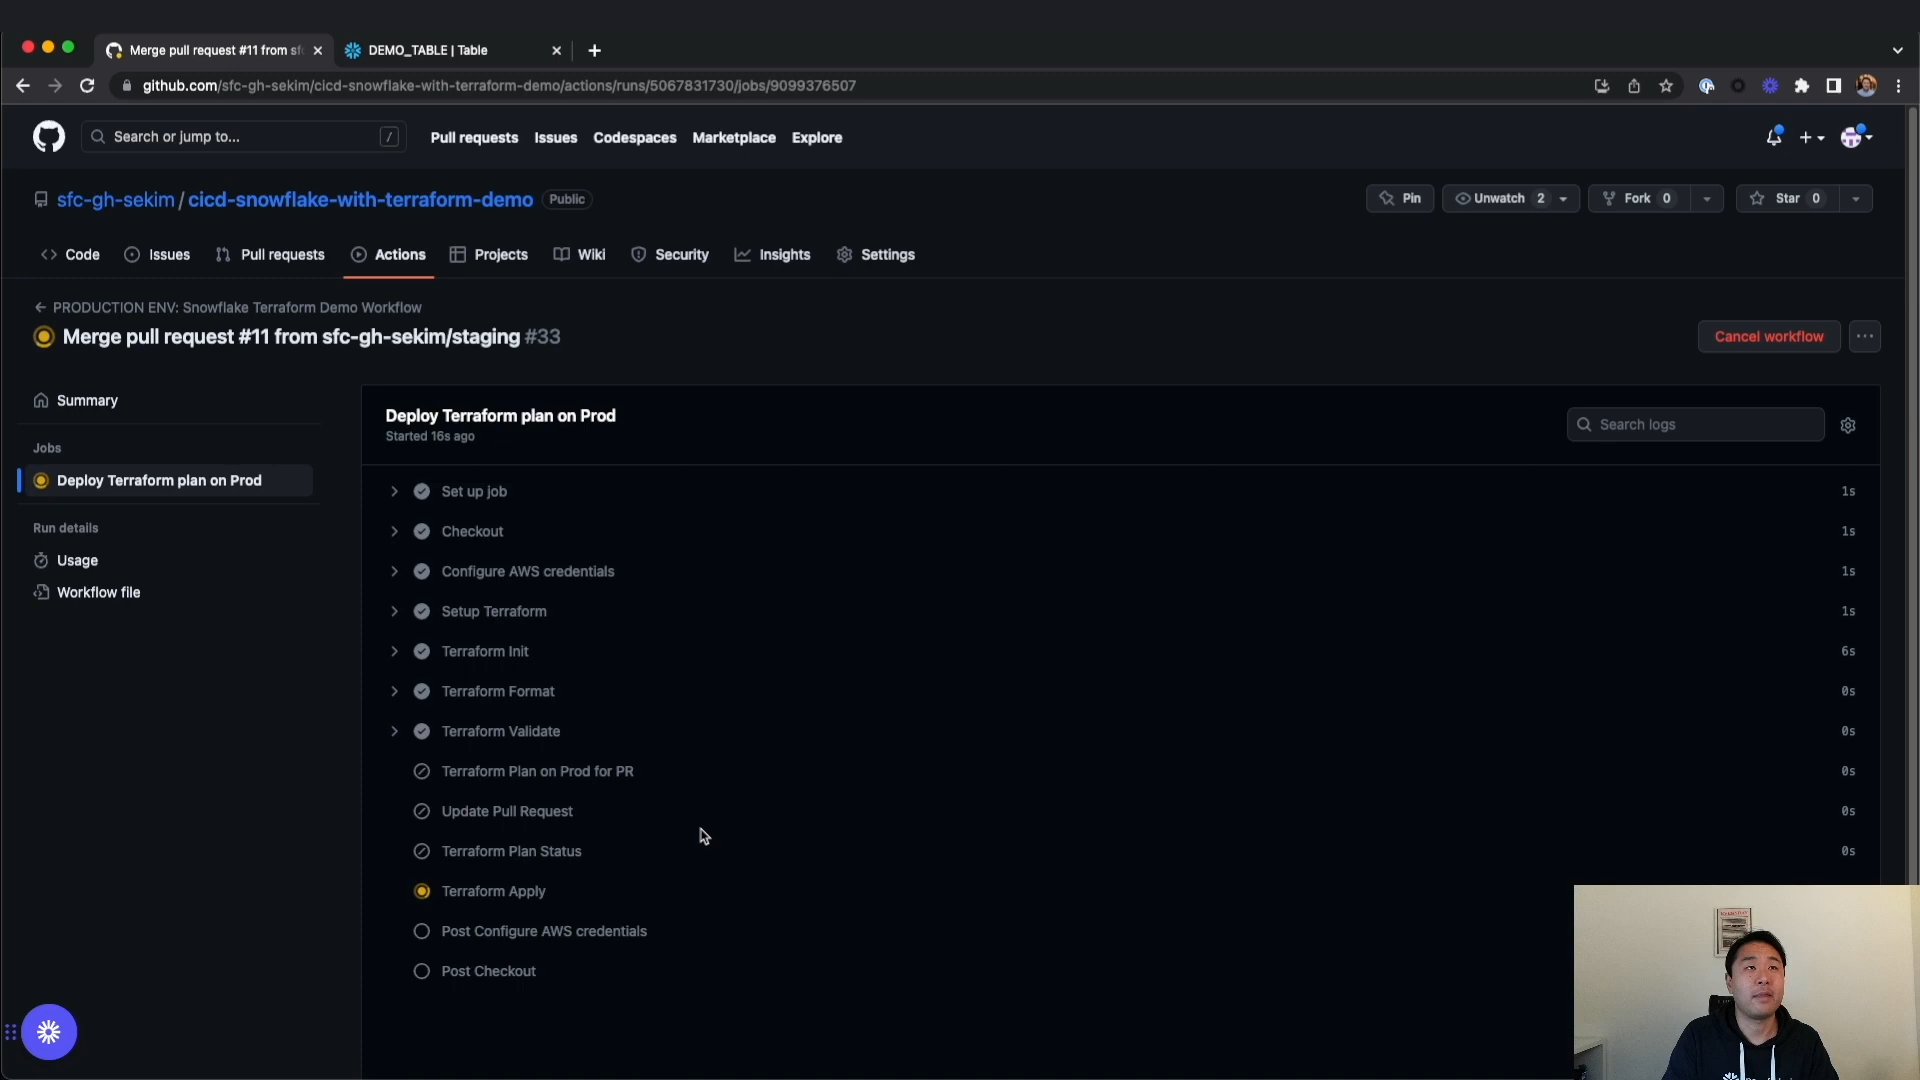 Merge pull request #11 from sf
DEMO_TABLE | Table
github.com/sfc-gh-sekim/cicd-snowflake-with-terraform-demo/actions/runs/5067831730/jobs/9099376507
Search or jump to...
/
Pull requests
Issues
Codespaces
Marketplace
Explore
sfc-gh-sekim / cicd-snowflake-with-terraform-demo
Public
Pin
Unwatch 2
Fork 0
Star 0
Code
Issues
Pull requests
Actions
Projects
Wiki
Security
Insights
Settings
PRODUCTION ENV: Snowflake Terraform Demo Workflow
Merge pull request #11 from sfc-gh-sekim/staging #33
Cancel workflow
Summary
Jobs
Deploy Terraform plan on Prod
Run details
Usage
Workflow file
Deploy Terraform plan on Prod
Started 16s ago
Search logs
Set up job 1s
Checkout 1s
Configure AWS credentials 1s
Setup Terraform 1s
Terraform Init 6s
Terraform Format 0s
Terraform Validate 0s
Terraform Plan on Prod for PR 0s
Update Pull Request 0s
Terraform Plan Status 0s
Terraform Apply
Post Configure AWS credentials
Post Checkout